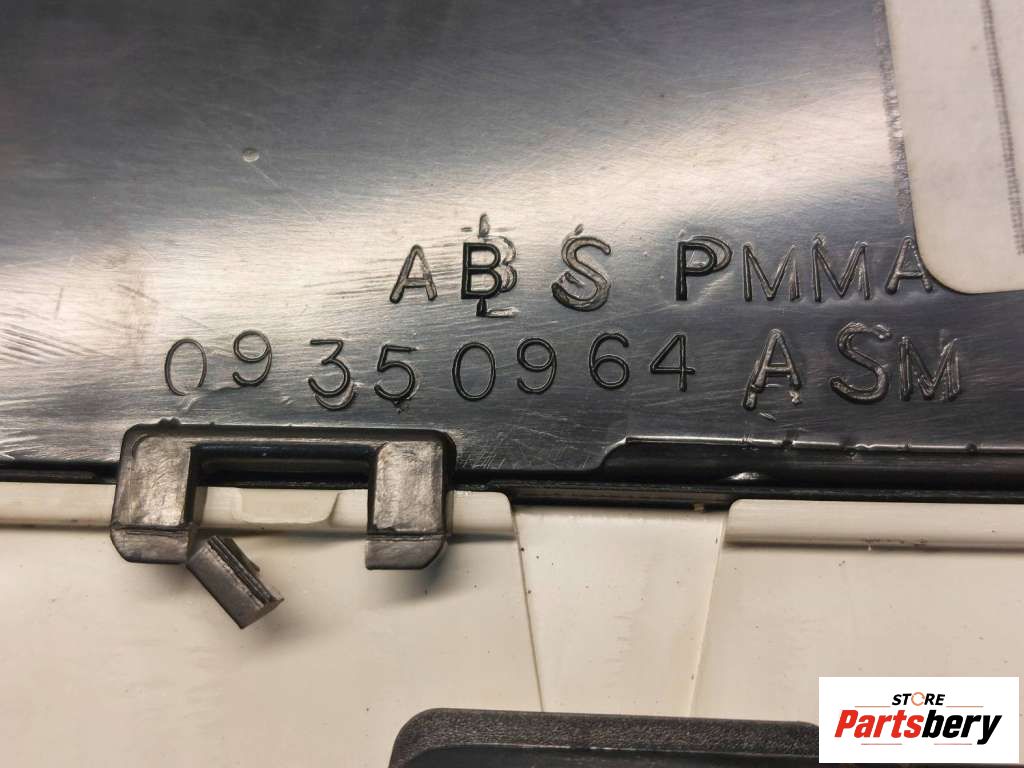 ABS PMMA
09350964 ASM
STORE
Partsbery